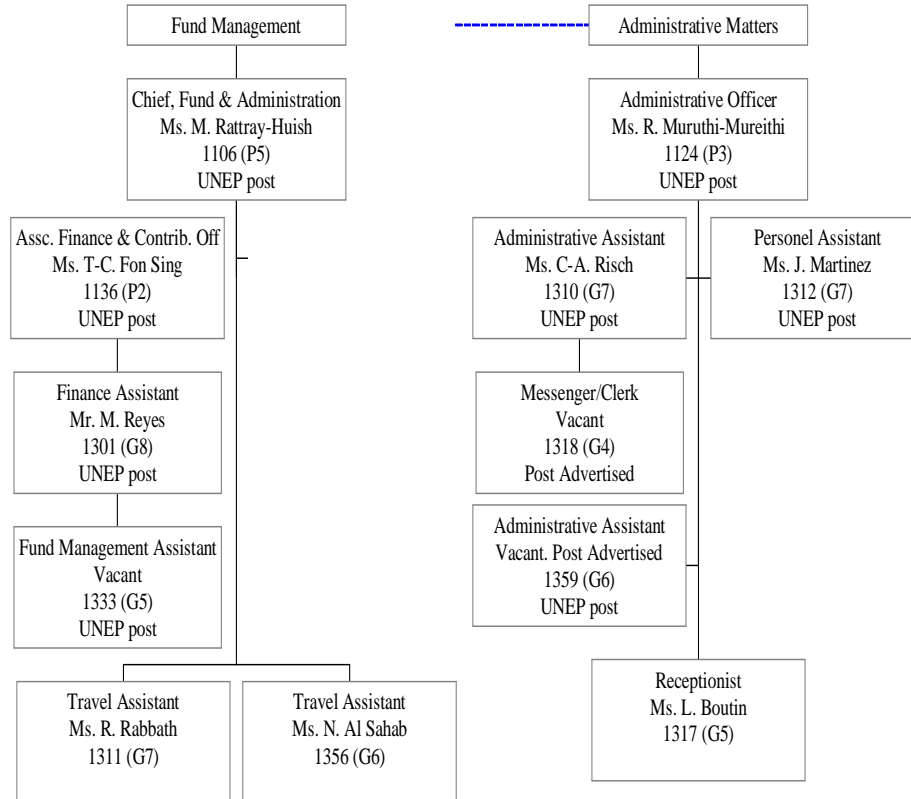 Fund Management
Chief, Fund & Administration
Ms. M. Rattray-Huish
1106 (P5)
UNEP post
Assc. Finance & Contrib. Off
Ms. T-C. Fon Sing
1136 (P2)
UNEP post
Finance Assistant
Mr. M. Reyes
1301 (G8)
UNEP post
Fund Management Assistant
Vacant
1333 (G5)
UNEP post
Travel Assistant
Ms. R. Rabbath
1311 (G7)
Travel Assistant
Ms. N. Al Sahab
1356 (G6)
Administrative Matters
Administrative Officer
Ms. R. Muruthi-Mureithi
1124 (P3)
UNEP post
Administrative Assistant
Ms. C-A. Risch
1310 (G7)
UNEP post
Personel Assistant
Ms. J. Martinez
1312 (G7)
UNEP post
Messenger/Clerk
Vacant
1318 (G4)
Post Advertised
Administrative Assistant
Vacant. Post Advertised
1359 (G6)
UNEP post
Receptionist
Ms. L. Boutin
1317 (G5)